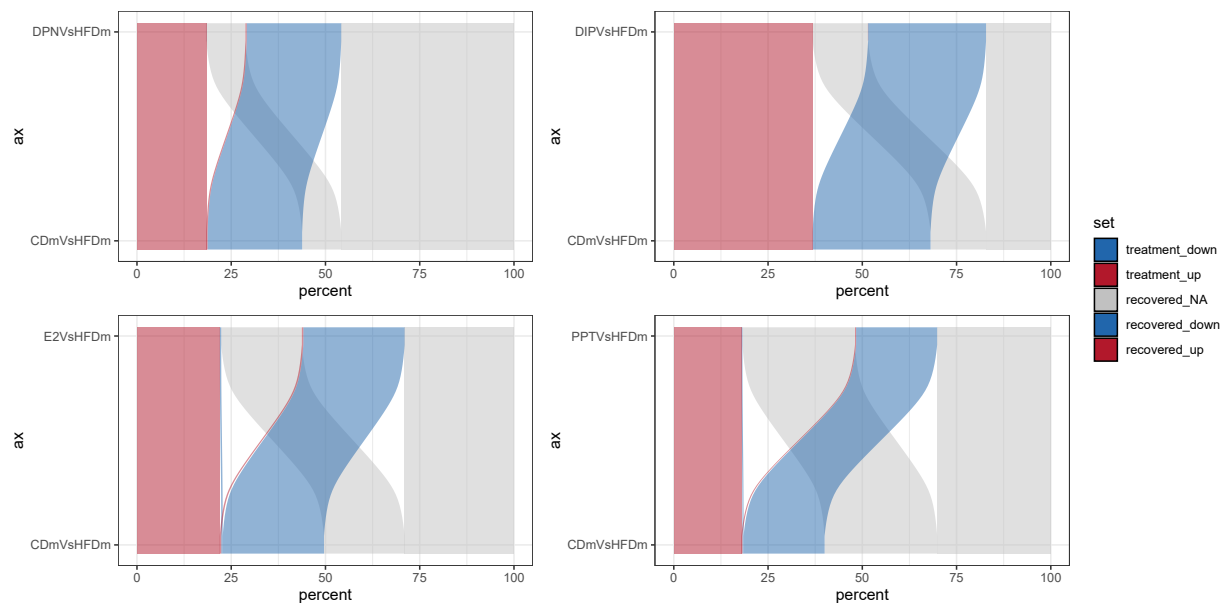 DPNVsHFDm
CDmVsHFDm
ax
0 25 50 75 100
percent
DIPVsHFDm
CDmVsHFDm
ax
0 25 50 75 100
percent
E2VsHFDm
CDmVsHFDm
ax
0 25 50 75 100
percent
PPTVsHFDm
CDmVsHFDm
ax
0 25 50 75 100
percent
set
treatment_down
treatment_up
recovered_NA
recovered_down
recovered_up